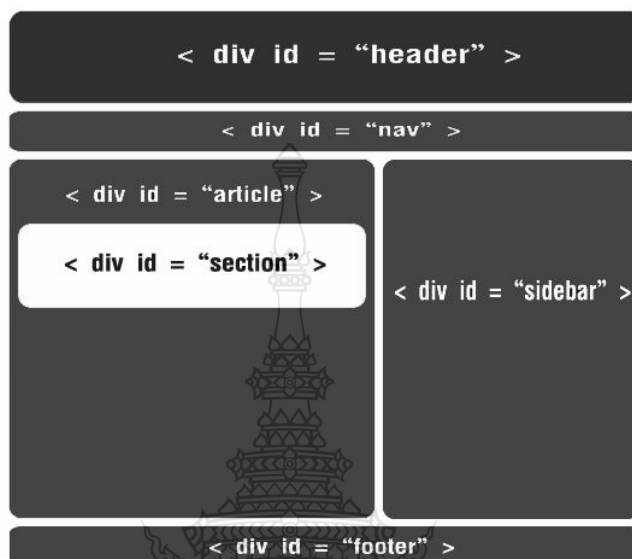 < div id = “header” >
< div id = “nav” >
< div id = “article” >
< div id = “section” >
< div id = “sidebar” >
< div id = “footer” >